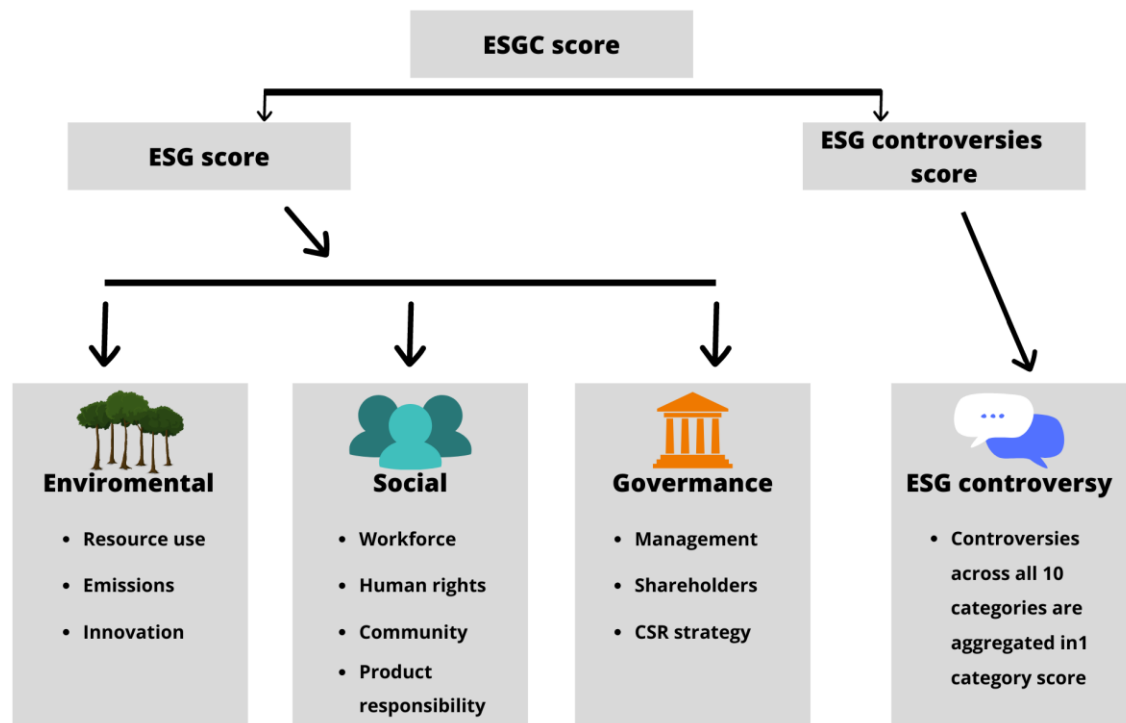 ESGC score
ESG score
ESG controversies
score
Enviromental
• Resource use
• Emissions
• Innovation
Social
• Workforce
• Human rights
• Community
• Product
responsibility
Govermance
• Management
• Shareholders
• CSR strategy
ESG controversy
• Controversies
across all 10
categories are
aggregated in1
category score